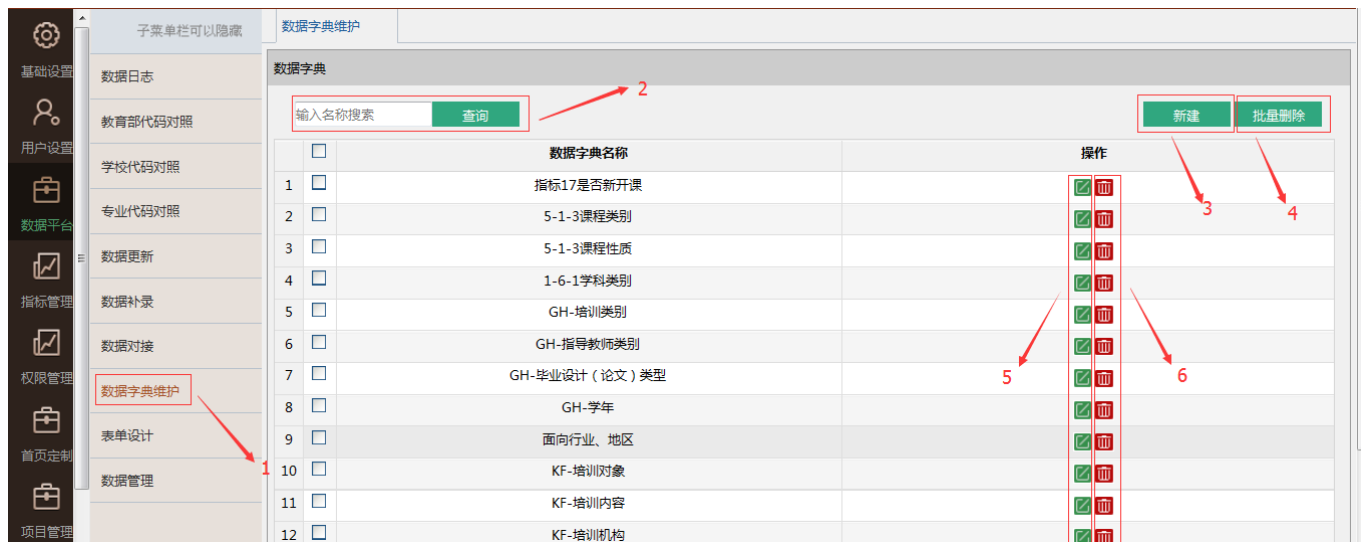 基础设置
用户设置
数据平台
指标管理
权限管理
首页定制
项目管理
子菜单栏可以隐藏
数据日志
教育部代码对照
学校代码对照
专业代码对照
数据更新
数据补录
数据对接
数据字典维护
表单设计
数据管理
1
数据字典维护
数据字典
输入名称搜索 查询 2 新建 批量删除
3 4
数据字典名称 操作
1 指标17是否新开课
2 5-1-3课程类别
3 5-1-3课程性质
4 1-6-1学科类别
5 GH-培训类别
6 GH-指导教师类别
7 GH-毕业设计（论文）类型
8 GH-学年
9 面向行业、地区
10 KF-培训对象
11 KF-培训内容
12 KF-培训机构
5 6